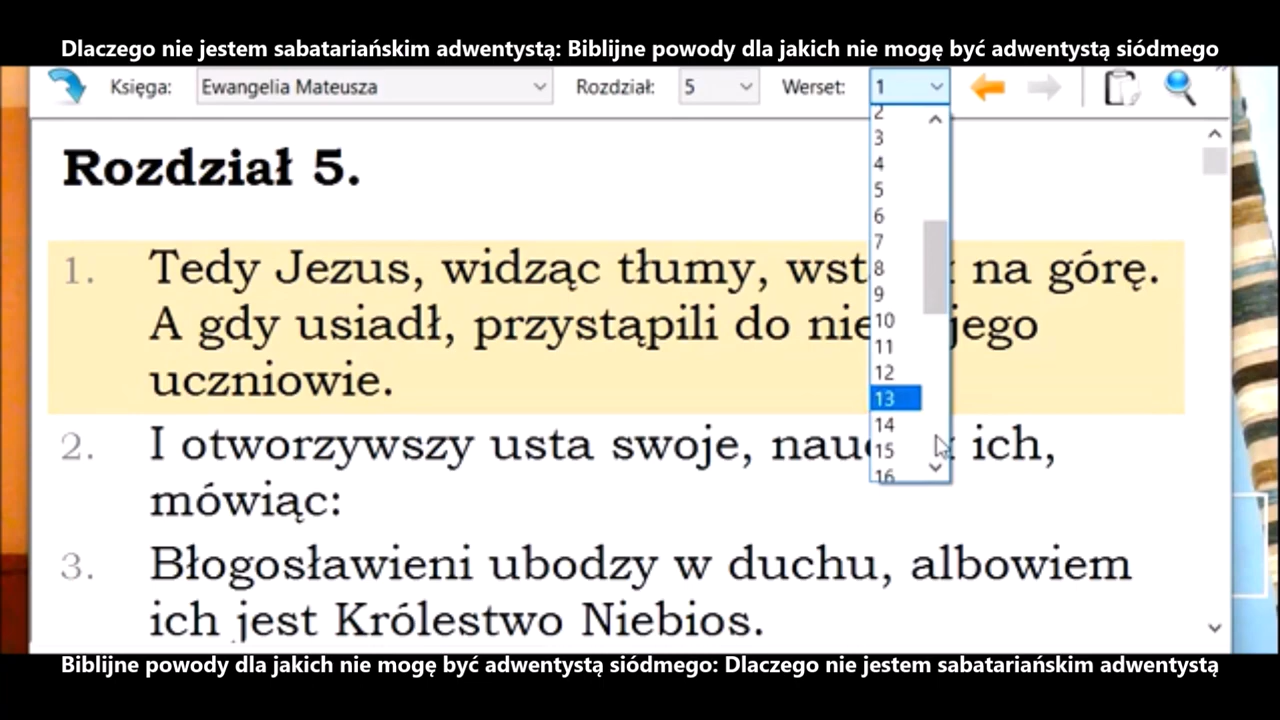 Dlaczego nie jestem sabatariańskim adwentystą: Biblijne powody dla jakich nie mogę być adwentystą siódmego
Księga: Ewangelia Mateusza Rozdział: 5 Werset: 1
2
3
4
5
6
7
8
9
10
11
12
13
14
15
16
Rozdział 5.
1. Tedy Jezus, widząc tłumy, na górę.
A gdy usiadł, przystąpili do jego
uczniowie.
2. I otworzywszy usta swoje, ich,
mówiąc:
3. Błogosławieni ubodzy w duchu, albowiem
ich jest Królestwo Niebios.
Biblijne powody dla jakich nie mogę być adwentystą siódmego: Dlaczego nie jestem sabatariańskim adwentystą